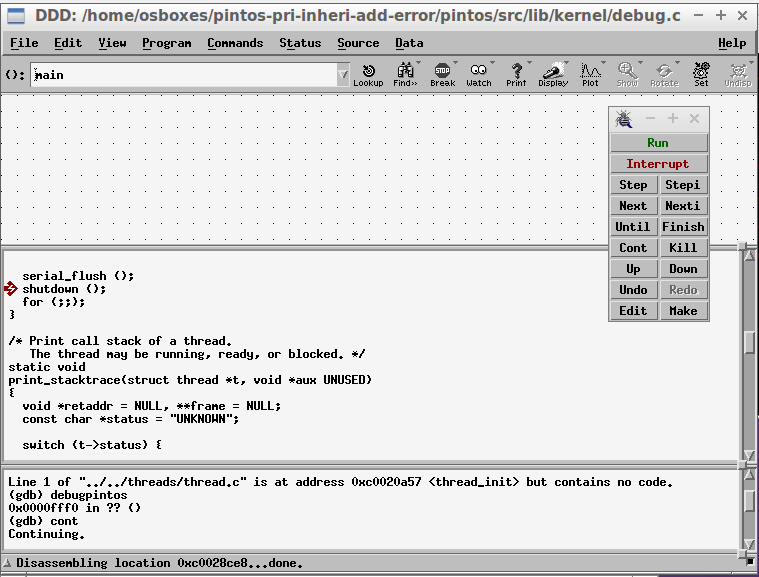 DDD: /home/osboxes/pintos-pri-inheri-add-error/pintos/src/lib/kernel/debug.c
File Edit View Program Commands Status Source Data Help
(): main
Lookup Find>> Break Watch Print Display Plot Show Rotate Set Undisp
STOP
Run
Interrupt
Step Stepi
Next Nexti
Until Finish
Cont Kill
Up Down
Undo Redo
Edit Make
serial_flush ();
shutdown ();
for (;;);
}
/* Print call stack of a thread.
The thread may be running, ready, or blocked. */
static void
print_stacktrace(struct thread *t, void *aux UNUSED)
{
void *retaddr = NULL, **frame = NULL;
const char *status = "UNKNOWN";
switch (t->status) {
Line 1 of "../../threads/thread.c" is at address 0xc0020a57 <thread_init> but contains no code.
(gdb) debugpintos
0x0000fff0 in ?? ()
(gdb) cont
Continuing.
Disassembling location 0xc0028ce8...done.